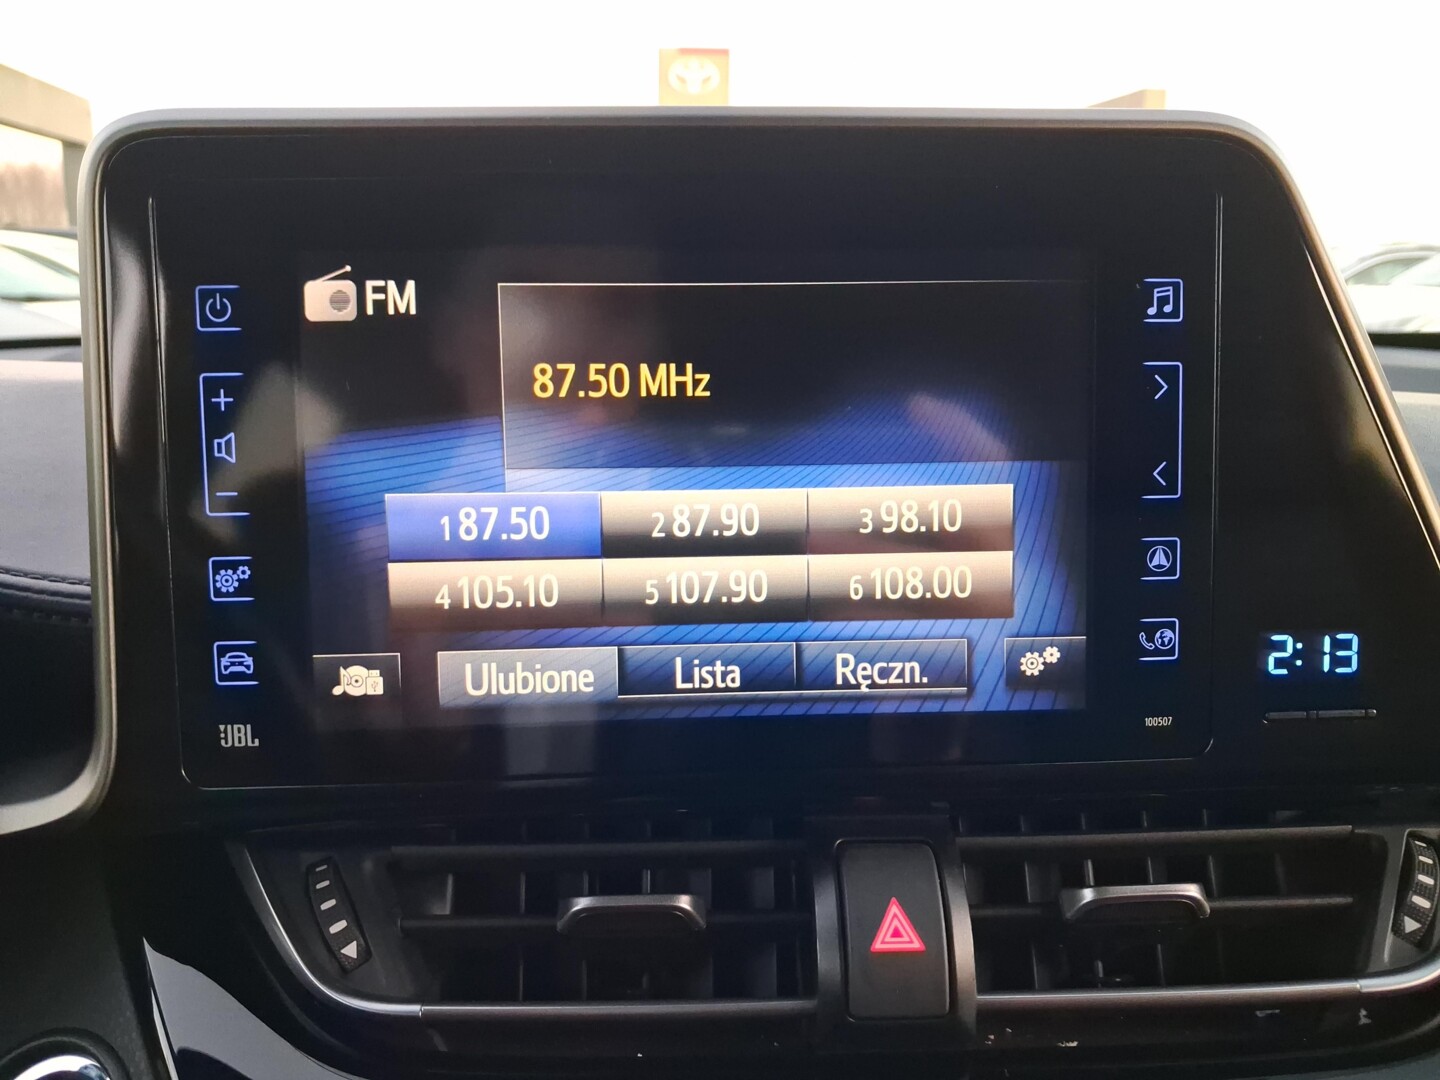 FM
87.50 MHz
1 87.50 2 87.90 3 98.10
4 105.10 5 107.90 6 108.00
Ulubione Lista Ręczn.
JBL
100507
2:13